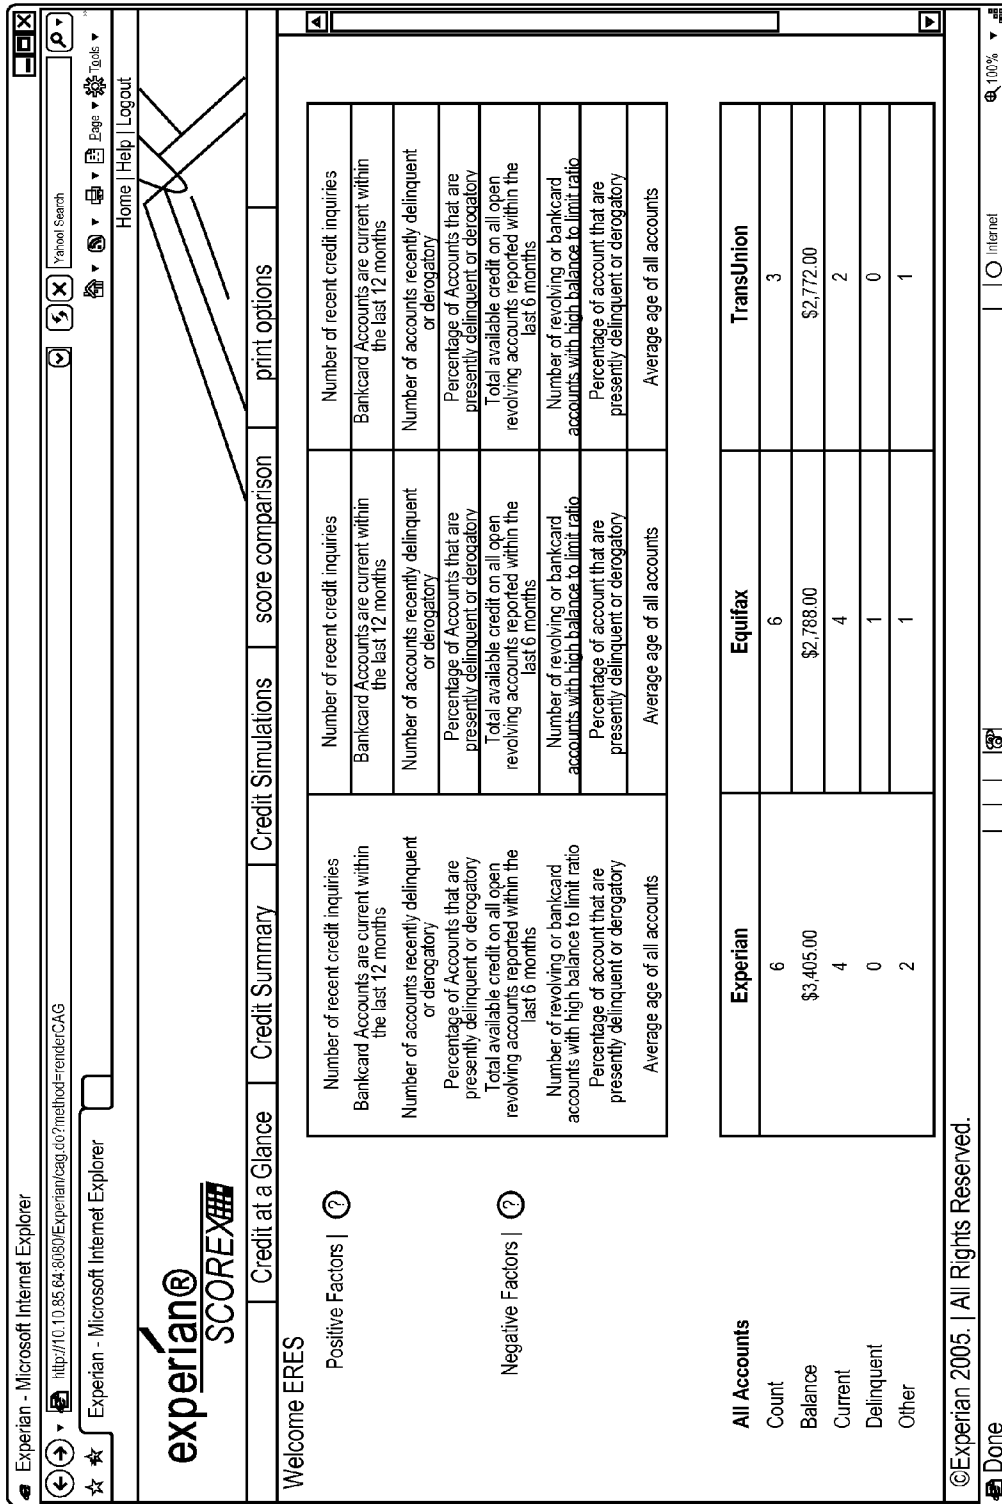 Experian - Microsoft Internet Explorer
http://10.10.85.64:8080/Experian/cag.do?method=renderCAG
Yahoo! Search
Experian - Microsoft Internet Explorer
Page Tools
Home | Help | Logout
experian®
SCOREX
Credit at a Glance | Credit Summary | Credit Simulations | score comparison | print options
Welcome ERES
Positive Factors | ?
Number of recent credit inquiries
Number of recent credit inquiries
Number of recent credit inquiries
Bankcard Accounts are current within
the last 12 months
Bankcard Accounts are current within
the last 12 months
Bankcard Accounts are current within
the last 12 months
Number of accounts recently delinquent
or derogatory
Number of accounts recently delinquent
or derogatory
Number of accounts recently delinquent
or derogatory
Percentage of Accounts that are
presently delinquent or derogatory
Percentage of Accounts that are
presently delinquent or derogatory
Percentage of Accounts that are
presently delinquent or derogatory
Negative Factors | ?
Total available credit on all open
revolving accounts reported within the
last 6 months
Total available credit on all open
revolving accounts reported within the
last 6 months
Total available credit on all open
revolving accounts reported within the
last 6 months
Number of revolving or bankcard
accounts with high balance to limit ratio
Number of revolving or bankcard
accounts with high balance to limit ratio
Number of revolving or bankcard
accounts with high balance to limit ratio
Percentage of account that are
presently delinquent or derogatory
Percentage of account that are
presently delinquent or derogatory
Percentage of account that are
presently delinquent or derogatory
Average age of all accounts
Average age of all accounts
Average age of all accounts
All Accounts Experian Equifax TransUnion
Count 6 6 3
Balance $3,405.00 $2,788.00 $2,772.00
Current 4 4 2
Delinquent 0 1 0
Other 2 1 1
©Experian 2005. | All Rights Reserved.
Done Internet 100%